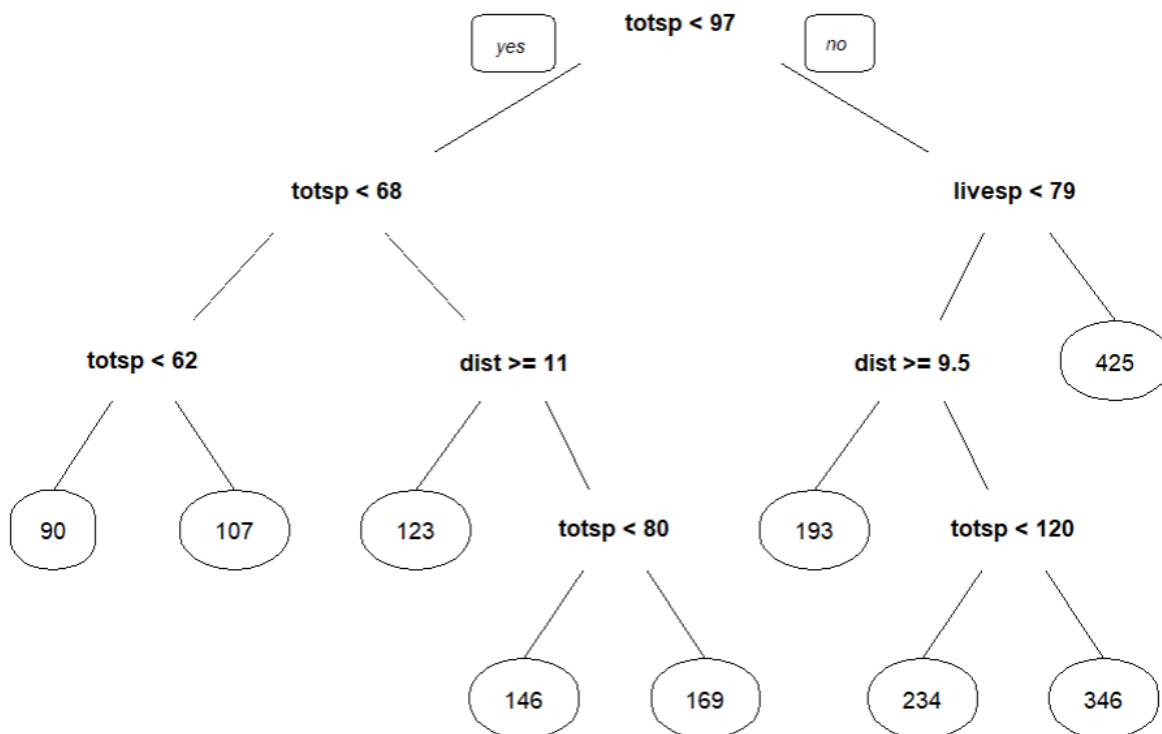 totsp < 97
yes
no
totsp < 68
livesp < 79
totsp < 62
dist >= 11
dist >= 9.5
425
90
107
123
totsp < 80
193
totsp < 120
146
169
234
346